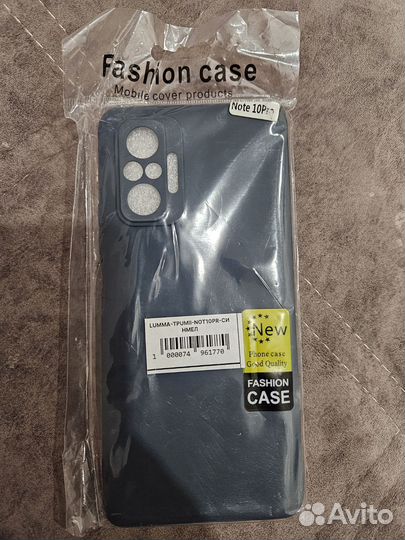 Fashion case
Mobile cover products
Note 10Pro
LUMMA-TPUMII-NOT10PR-СИ
НМЕЛ
1 000074 961770
New
Phone case
Good Quality
FASHION
CASE
Avito